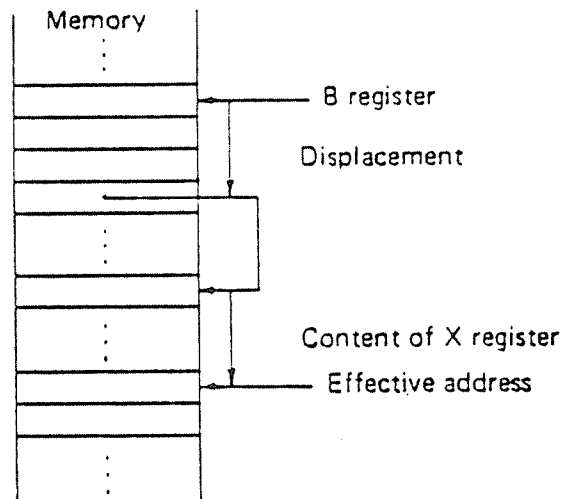 Memory
B register
Displacement
Content of X register
Effective address